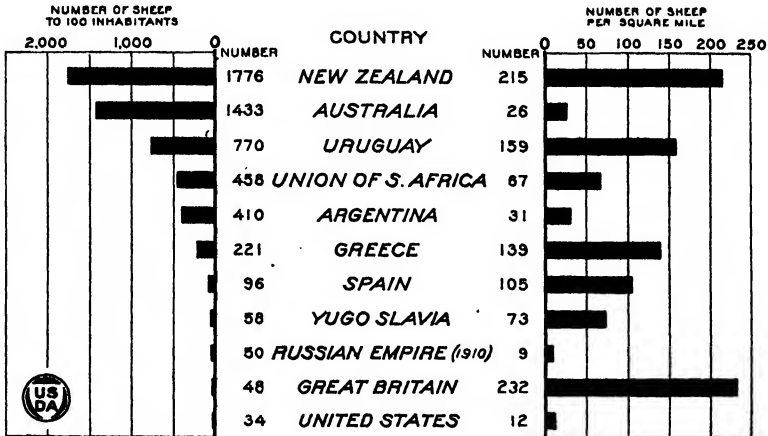 NUMBER OF SHEEP
TO 100 INHABITANTS
2,000 1,000 0
NUMBER
COUNTRY
NUMBER OF SHEEP
PER SQUARE MILE
NUMBER
0 50 100 150 200 250
1776 NEW ZEALAND 215
1433 AUSTRALIA 26
770 URUGUAY 159
458 UNION OF S. AFRICA 67
410 ARGENTINA 31
221 GREECE 139
96 SPAIN 105
58 YUGO SLAVIA 73
50 RUSSIAN EMPIRE (1910) 9
48 GREAT BRITAIN 232
34 UNITED STATES 12
US
DA